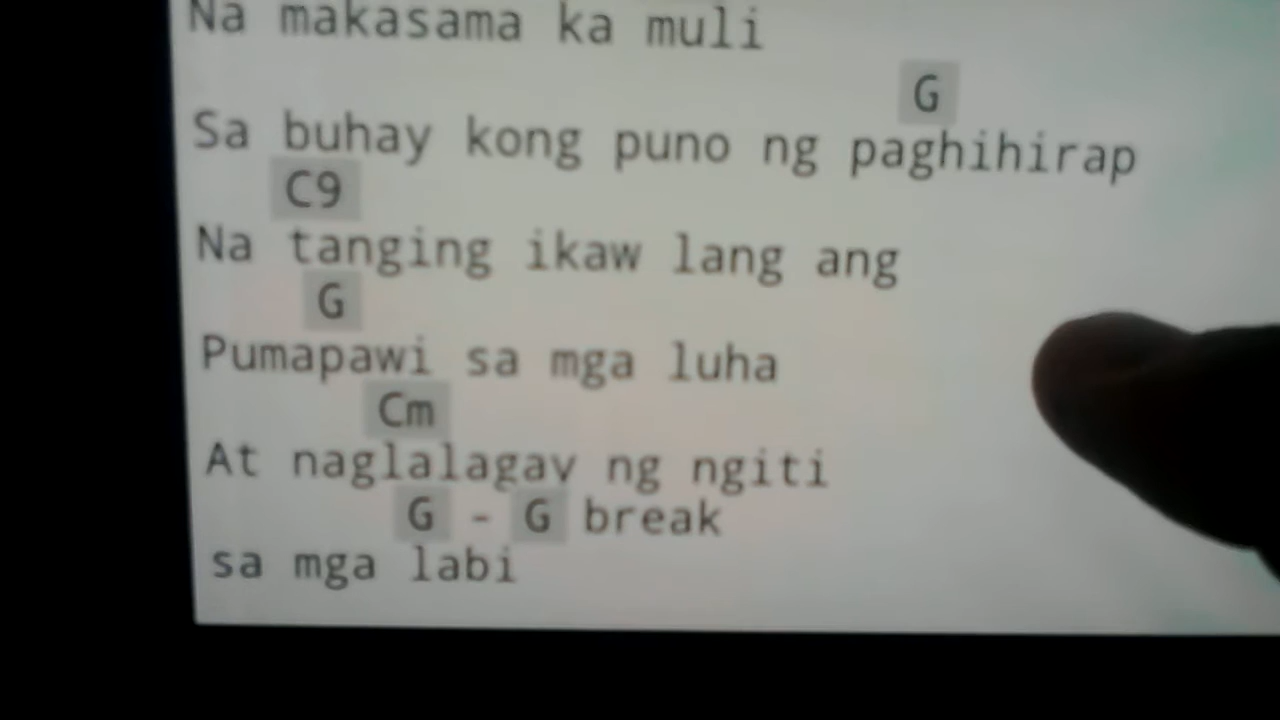 Na makasama ka muli
G
Sa buhay kong puno ng paghihirap
C9
Na tanging ikaw lang ang
G
Pumapawi sa mga luha
Cm
At naglalagay ng ngiti
G - G break
sa mga labi